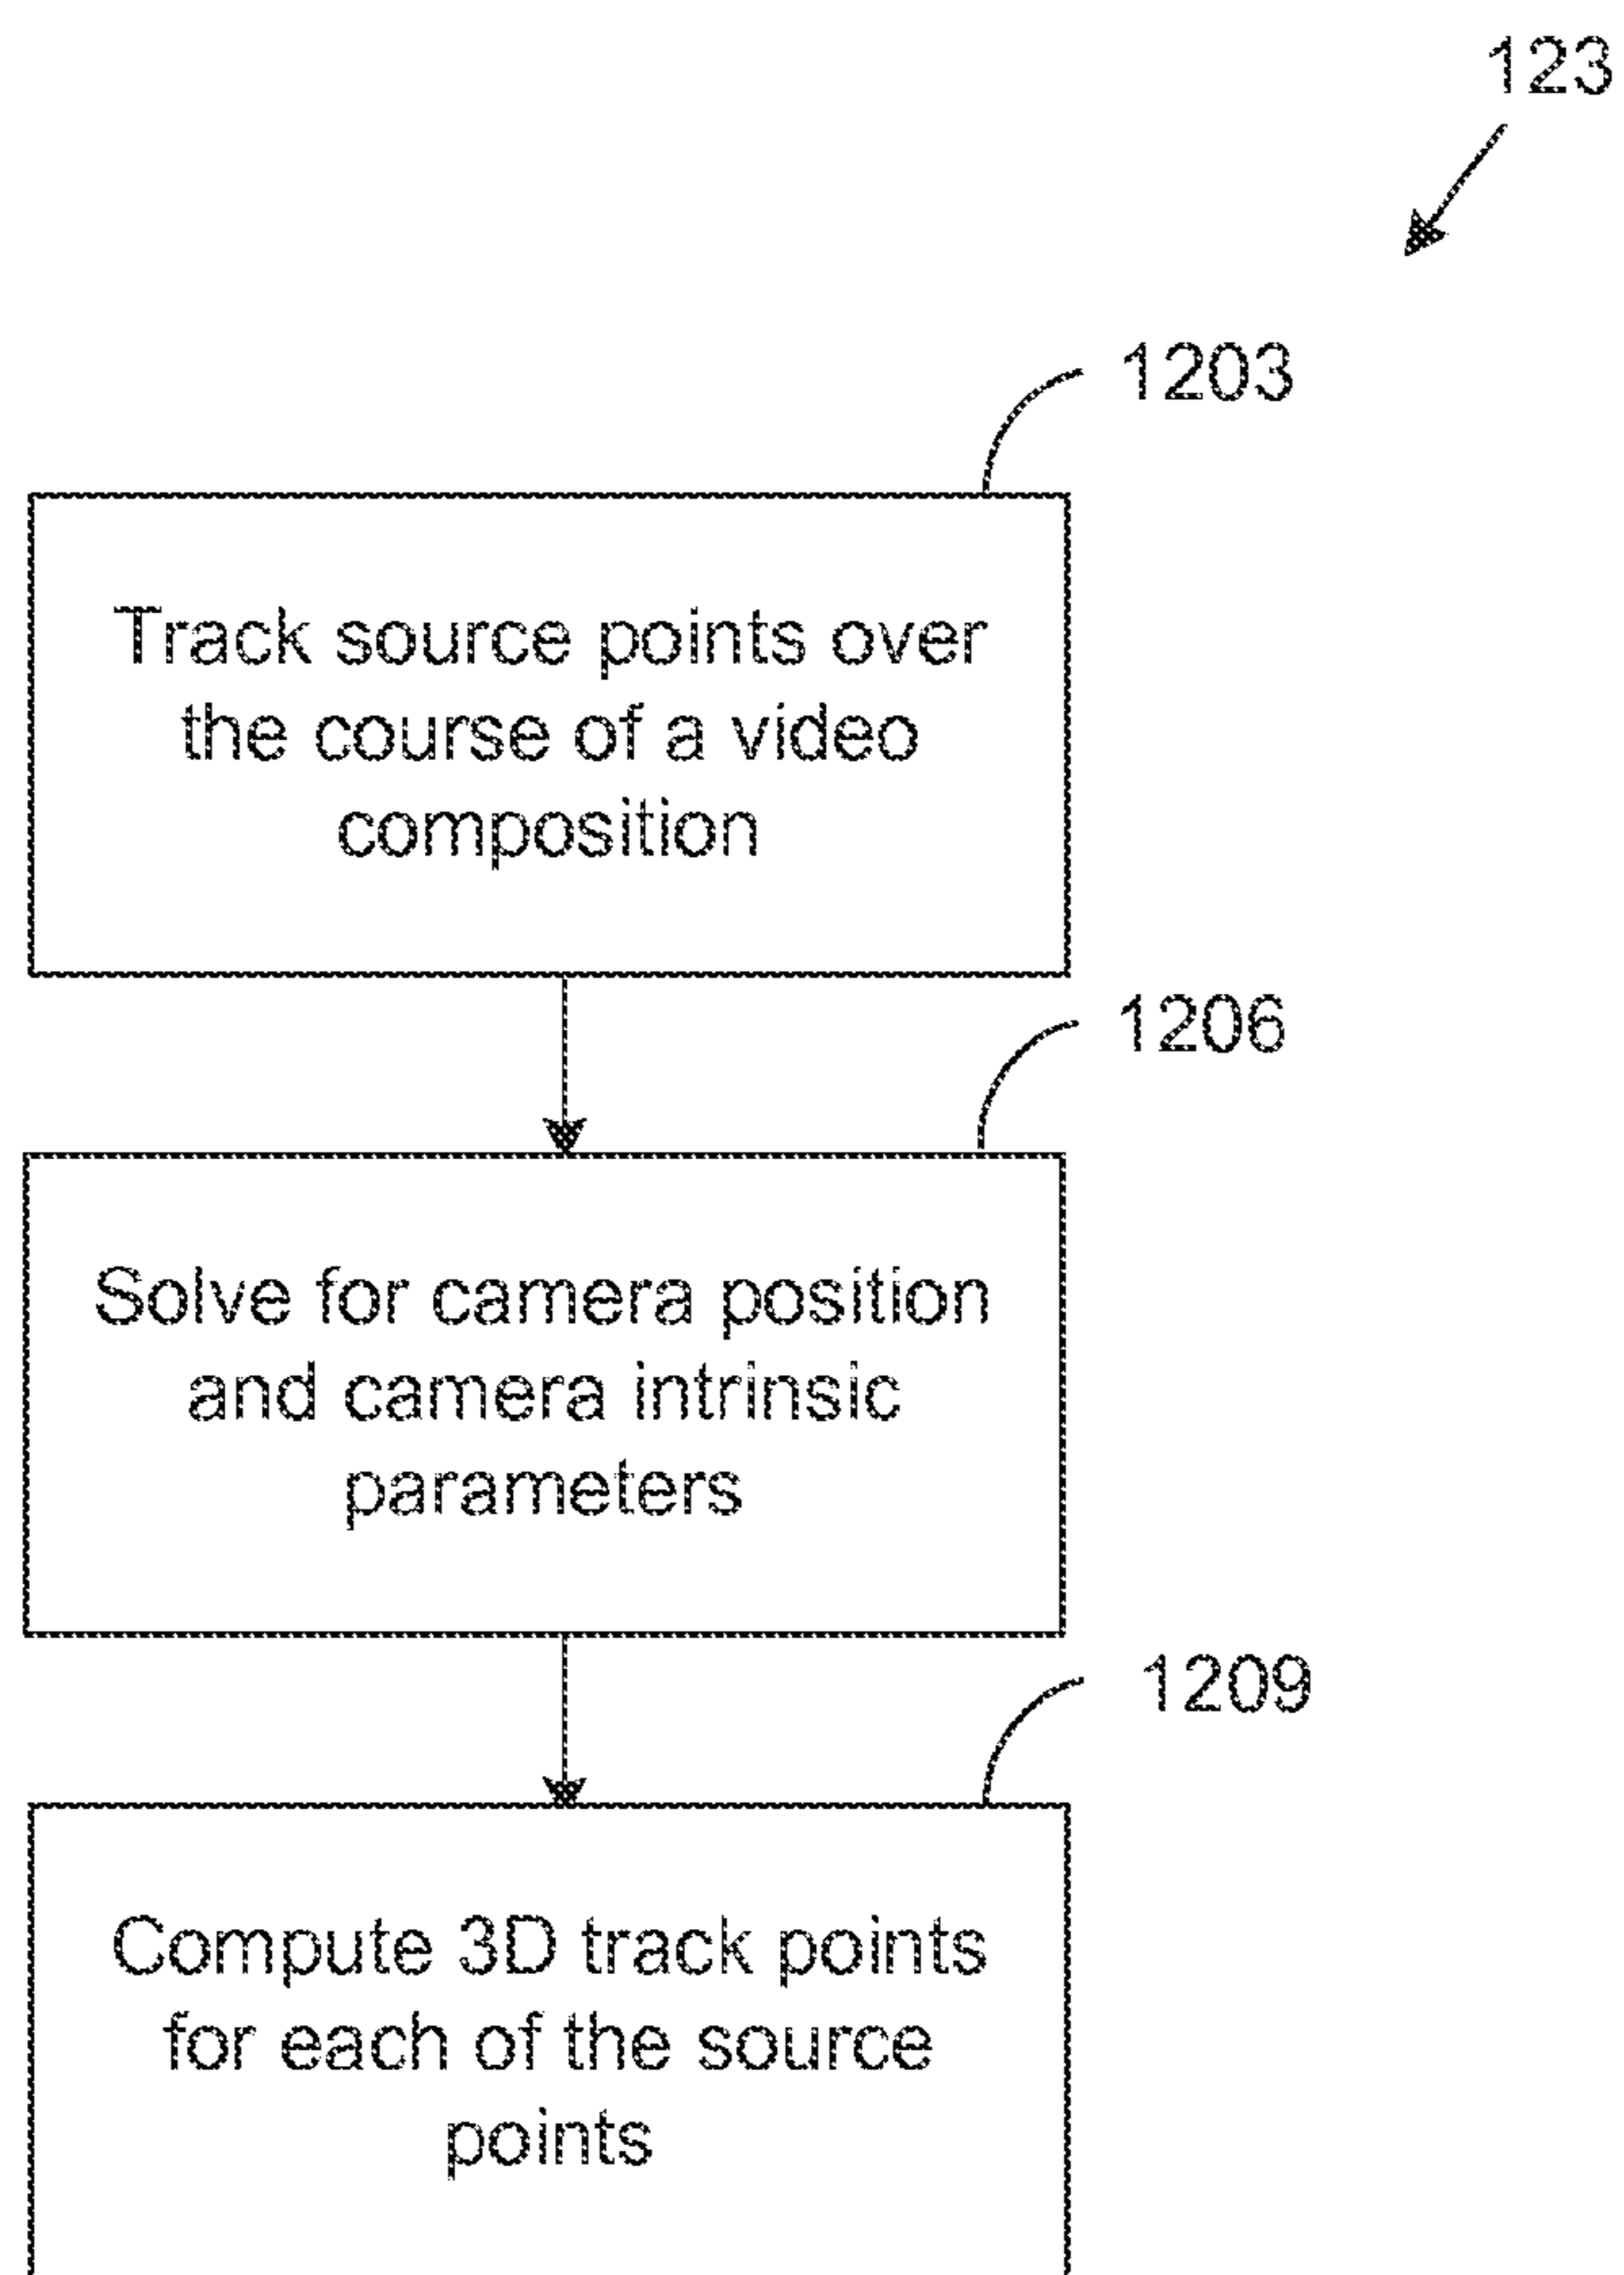 123
1203
Track source points over
the course of a video
composition
1206
Solve for camera position
and camera intrinsic
parameters
1209
Compute 3D track points
for each of the source
points